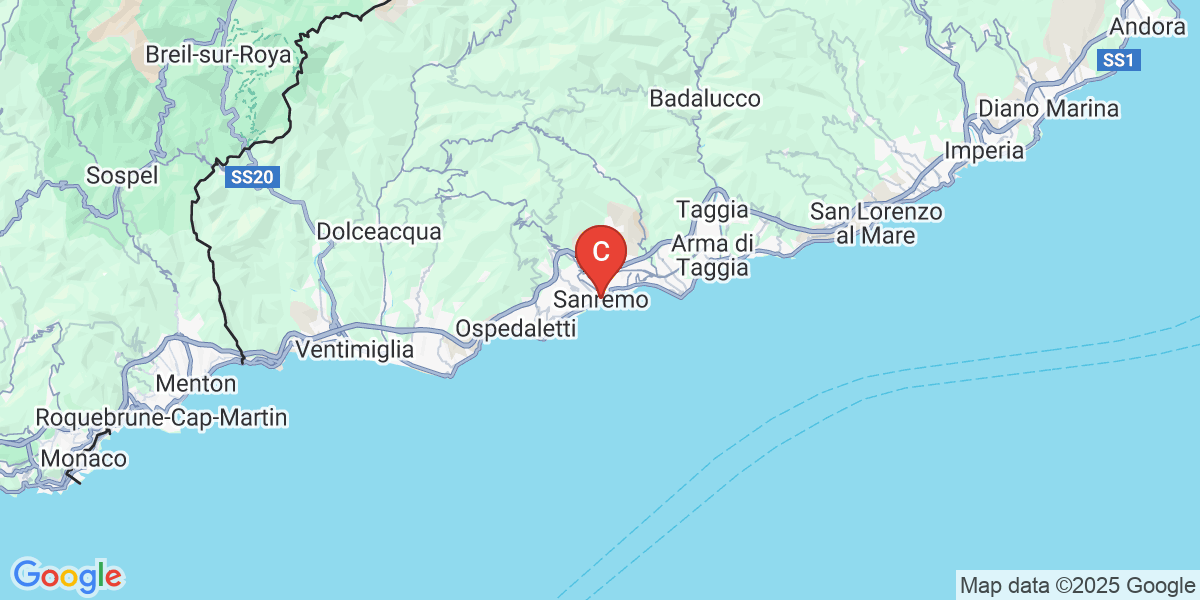 Andora
SS1
Breil-sur-Roya
Badalucco
Diano Marina
Imperia
Sospel
SS20
Taggia
San Lorenzo
al Mare
Dolceacqua
Arma di
Taggia
C
Sanremo
Ospedaletti
Ventimiglia
Menton
Roquebrune-Cap-Martin
Monaco
Google
Map data ©2025 Google